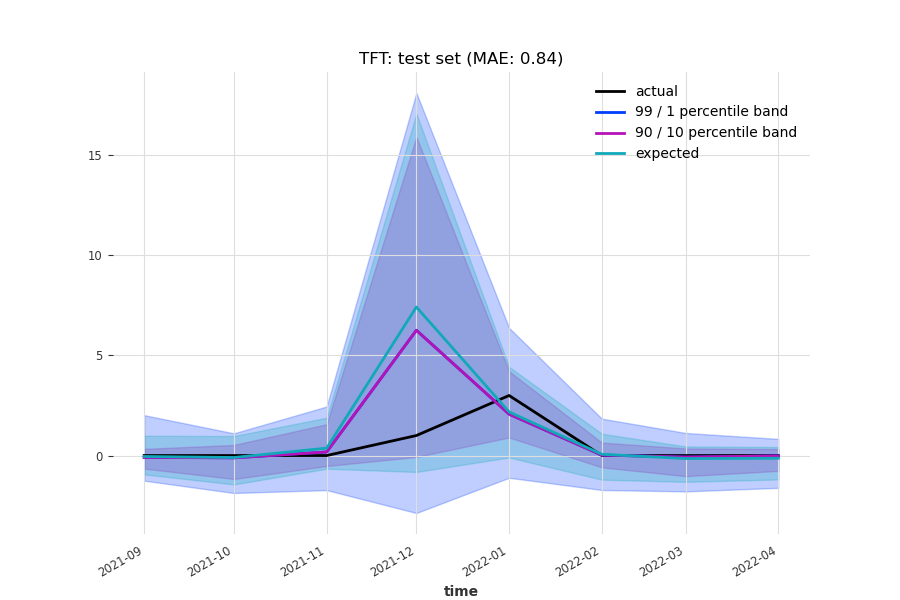 TFT: test set (MAE: 0.84)
actual
99 / 1 percentile band
90 / 10 percentile band
expected
15
10
5
0
2021-09
2021-10
2021-11
2021-12
2022-01
2022-02
2022-03
2022-04
time